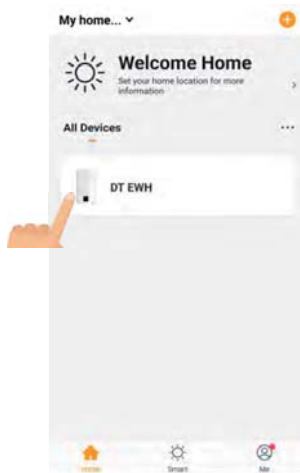 My home...
Welcome Home
Set your home location for more
information
All Devices
...
DT EWH
Home
Smart
Me